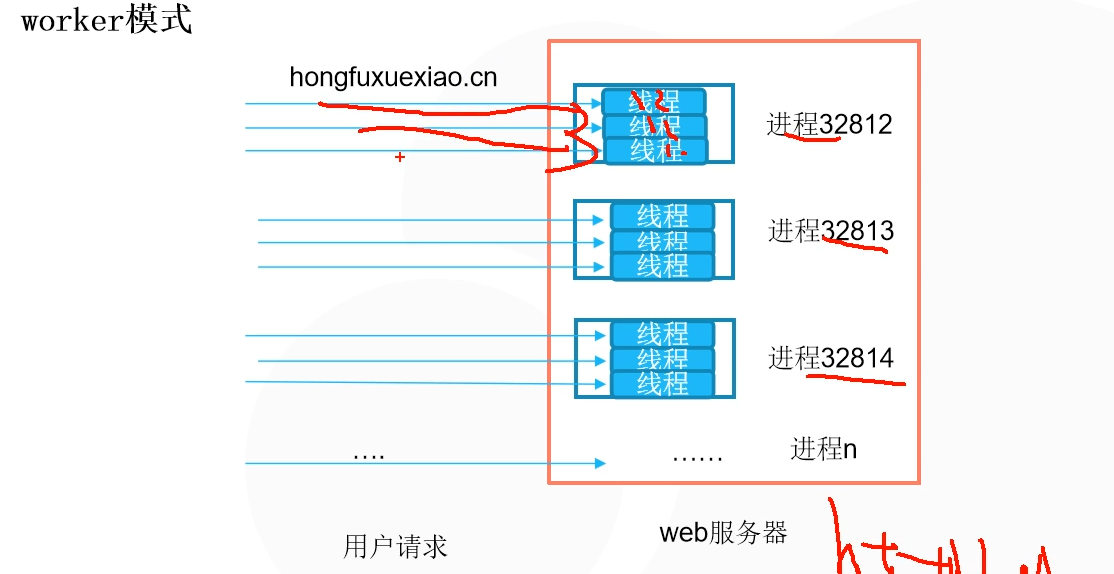 worker模式
hongfuxuexiao.cn
线程
线程
线程
进程32812
线程
线程
线程
进程32813
线程
线程
线程
进程32814
....
......
进程n
用户请求
web服务器